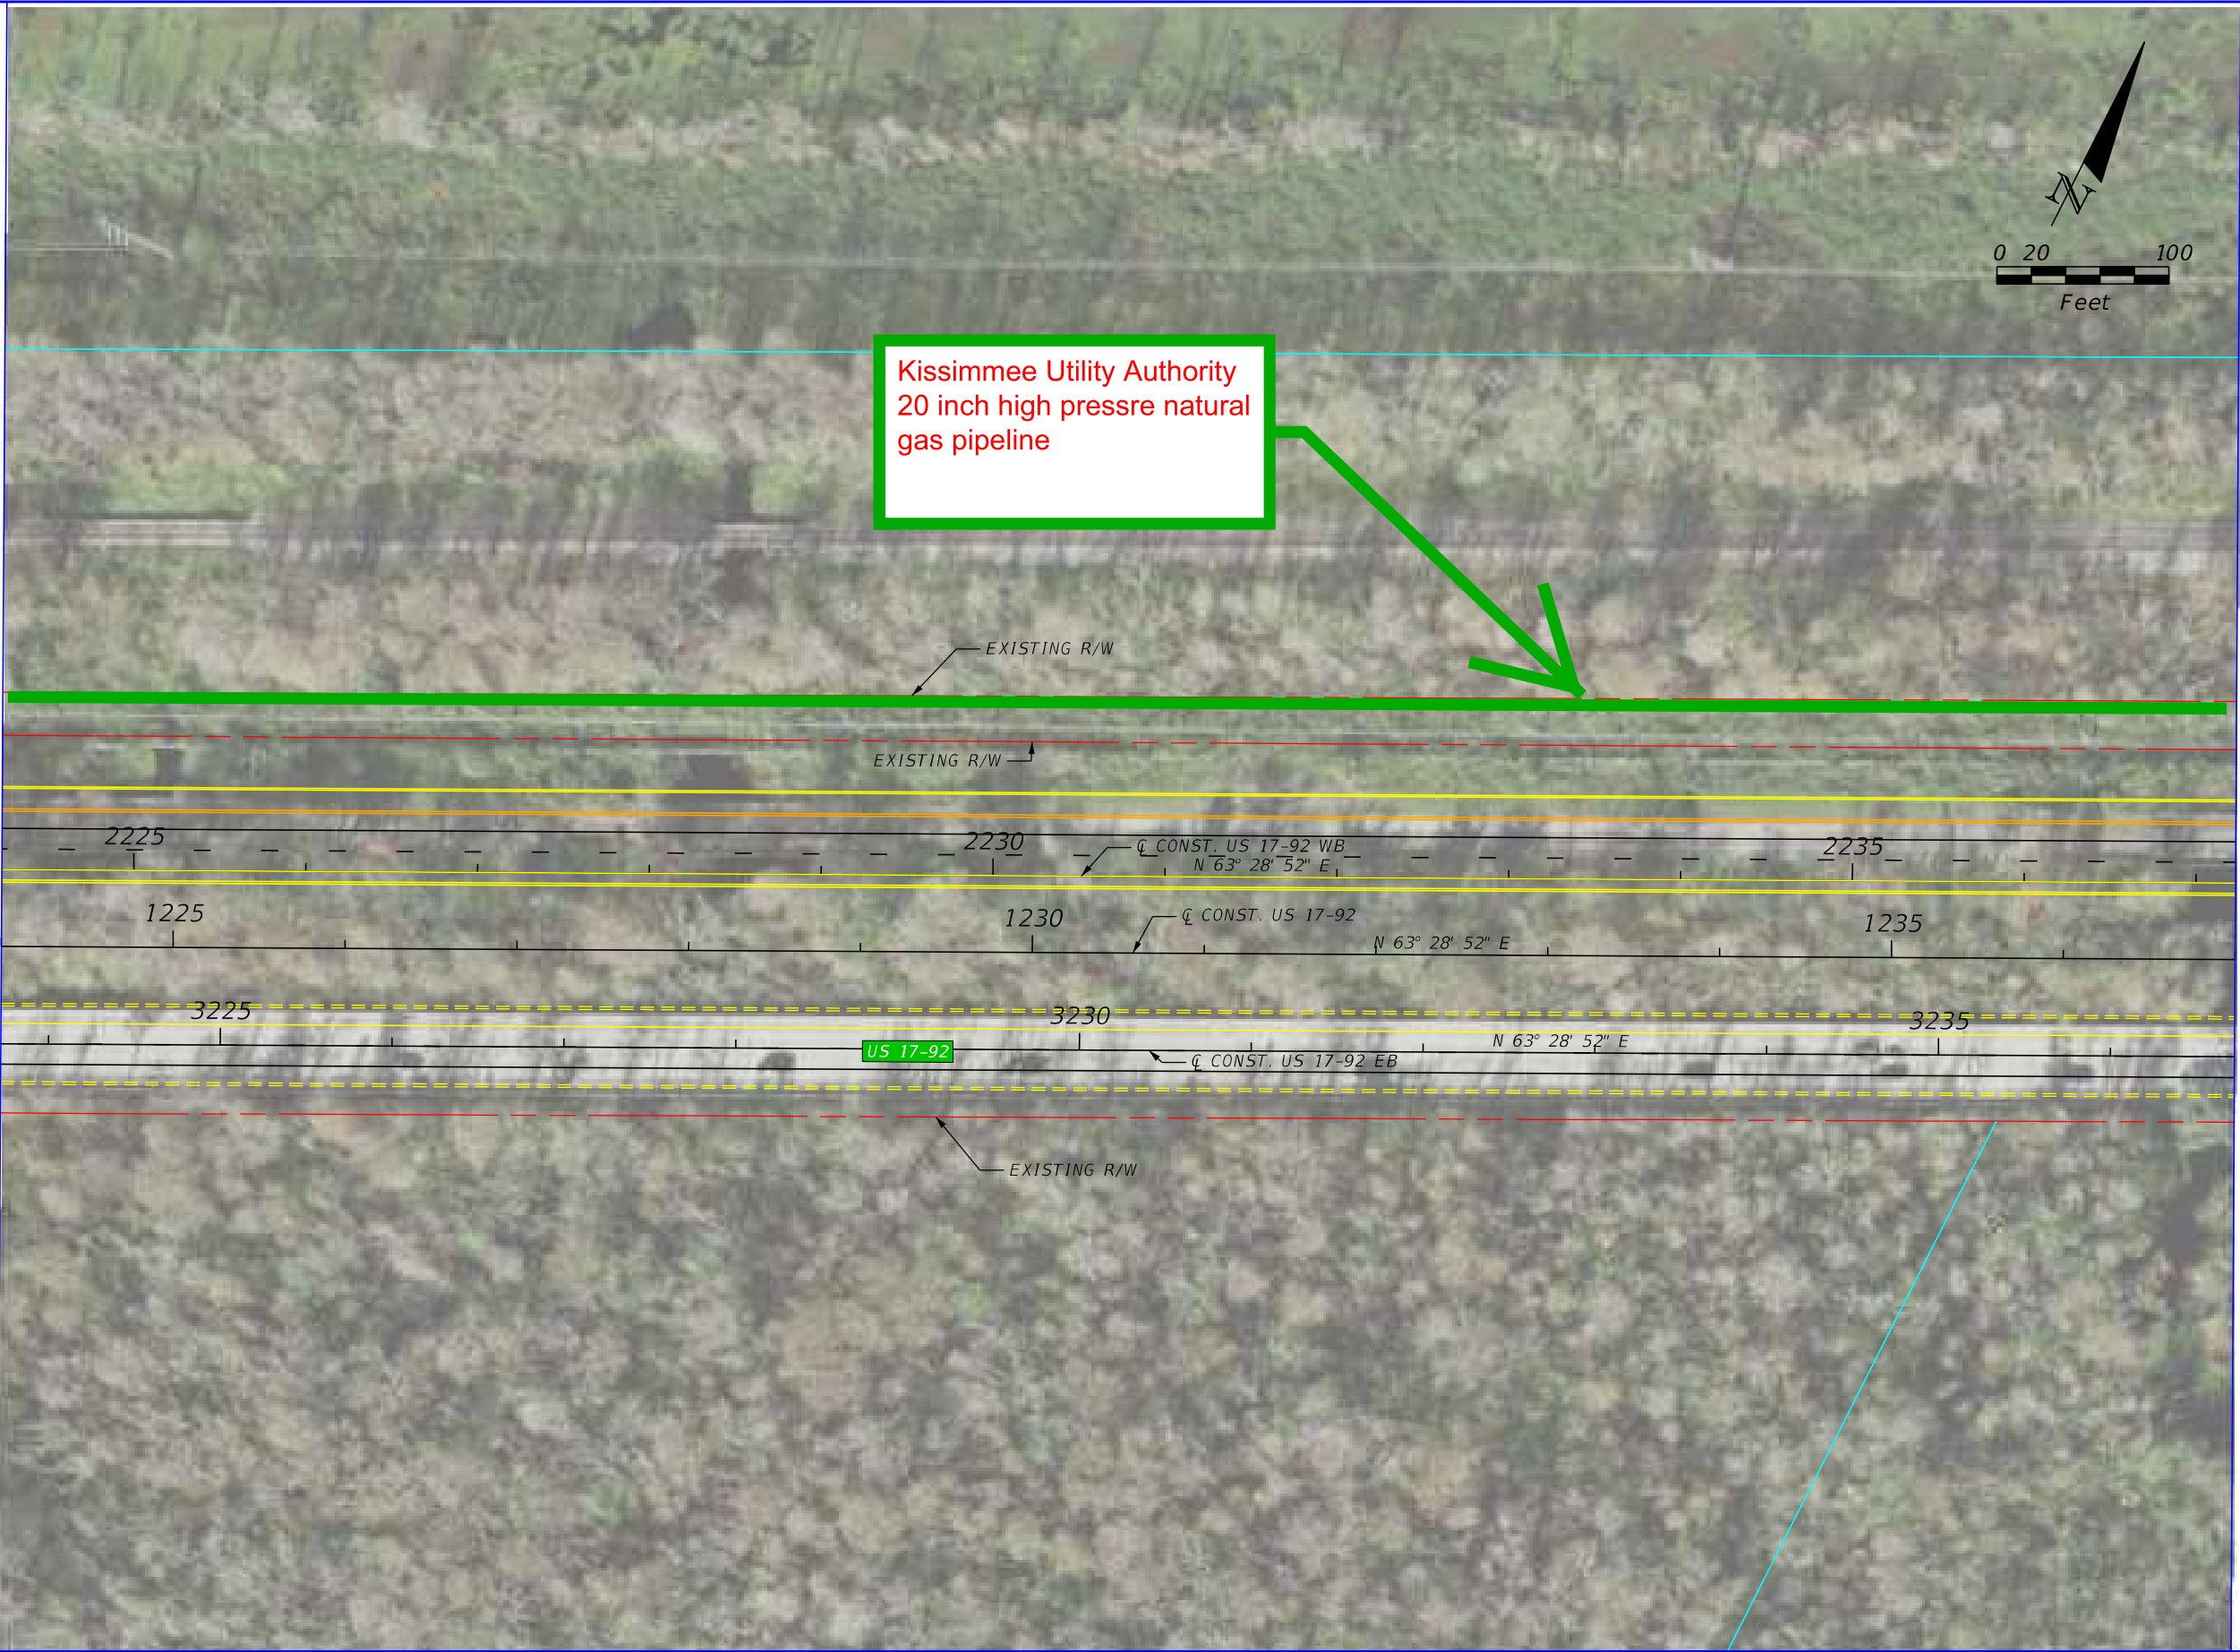 N
0 20 100
Feet
Kissimmee Utility Authority
20 inch high pressre natural
gas pipeline
EXISTING R/W
EXISTING R/W
2225 2230 2235
℄ CONST. US 17-92 WB
N 63° 28' 52" E
1225 1230 1235
℄ CONST. US 17-92
N 63° 28' 52" E
3225 3230 3235
N 63° 28' 52" E
US 17-92
℄ CONST. US 17-92 EB
EXISTING R/W